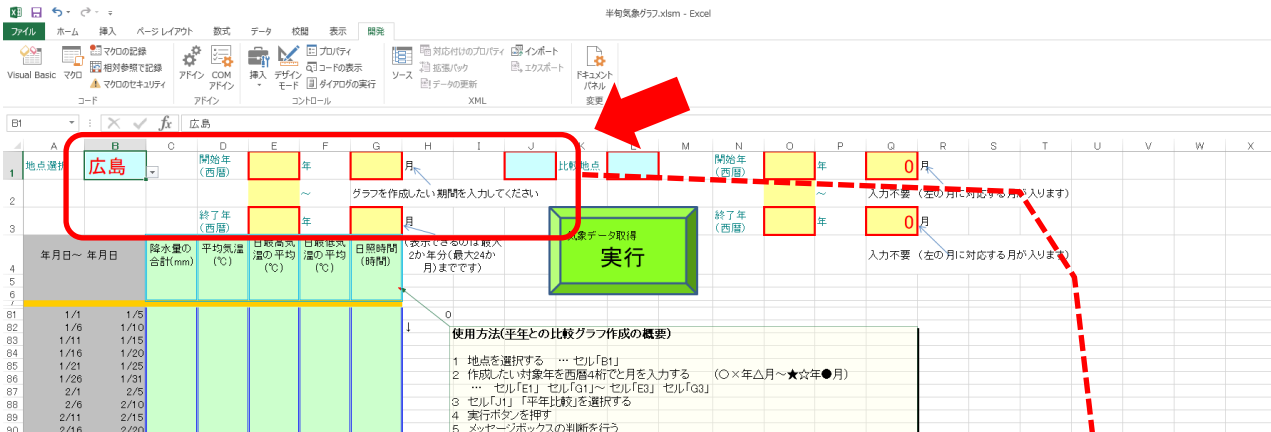 半旬気象グラフ.xlsm - Excel
ファイル ホーム 挿入 ページ レイアウト 数式 データ 校閲 表示 開発
Visual Basic マクロ マクロの記録 相対参照で記録 マクロのセキュリティ
アドイン COM アドイン 挿入 デザイン モード プロパティ コードの表示 ダイアログの実行
ソース 対応付けのプロパティ 拡張パック データの更新 インポート エクスポート ドキュメント パネル
コード アドイン コントロール XML 変更
B1 fx 広島
A B C D E F G H I J K L M N O P Q R S T U V W X
1 地点選択 広島 開始年 (西暦) 年 月 比較地点 開始年 (西暦) 年 0 月
2 ～ グラフを作成したい期間を入力してください ～ 入力不要 (左の月に対応する月が入ります)
3 終了年 (西暦) 年 月 終了年 (西暦) 年 0 月
気象データ取得
実行
4 年月日～ 年月日 降水量の合計(mm) 平均気温 (℃) 日最高気温の平均 (℃) 日最低気温の平均 (℃) 日照時間 (時間) (表示できるのは最大2か年分(最大24か月)までです) 入力不要 (左の月に対応する月が入ります)
5
6
7
81 1/1 1/5 0
82 1/6 1/10 ↓
83 1/11 1/15
84 1/16 1/20
85 1/21 1/25
86 1/26 1/31
87 2/1 2/5
88 2/6 2/10
89 2/11 2/15
90 2/16 2/20
使用方法(平年との比較グラフ作成の概要)
1 地点を選択する … セル「B1」
2 作成したい対象年を西暦4桁でと月を入力する (○×年△月～★☆年●月)
… セル「E1」 セル「G1」～ セル「E3」 セル「G3」
3 セル「J1」 「平年比較」を選択する
4 実行ボタンを押す
5 メッセージボックスの判断を行う